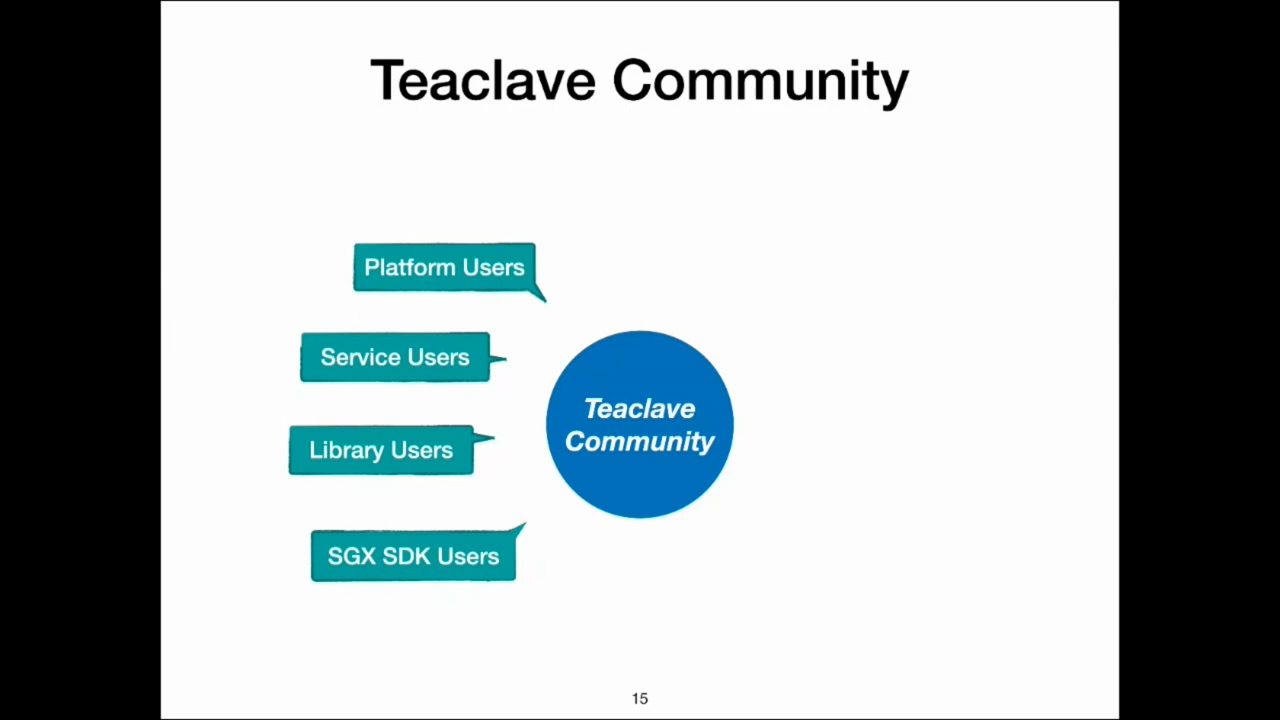 Teaclave Community
Platform Users
Service Users
Library Users
SGX SDK Users
Teaclave
Community
15